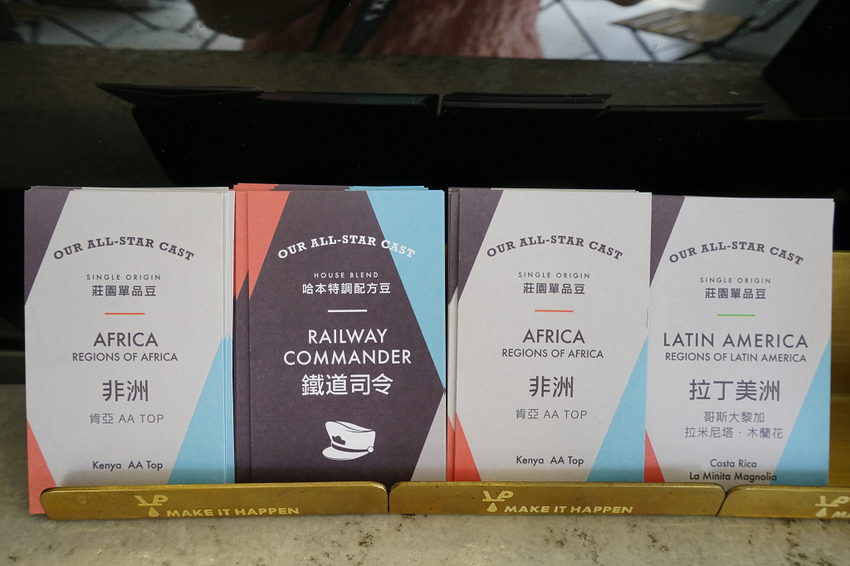 OUR ALL-STAR CAST
SINGLE ORIGIN
莊園單品豆
AFRICA
REGIONS OF AFRICA
非洲
肯亞 AA TOP
Kenya AA Top
OUR ALL-STAR CAST
HOUSE BLEND
哈本特調配方豆
RAILWAY
COMMANDER
鐵道司令
OUR ALL-STAR CAST
SINGLE ORIGIN
莊園單品豆
AFRICA
REGIONS OF AFRICA
非洲
肯亞 AA TOP
Kenya AA Top
OUR ALL-STAR CAST
SINGLE ORIGIN
莊園單品豆
LATIN AMERICA
REGIONS OF LATIN AMERICA
拉丁美洲
哥斯大黎加
拉米尼塔・木蘭花
Costa Rica
La Minita Magnolia
MAKE IT HAPPEN
MAKE IT HAPPEN